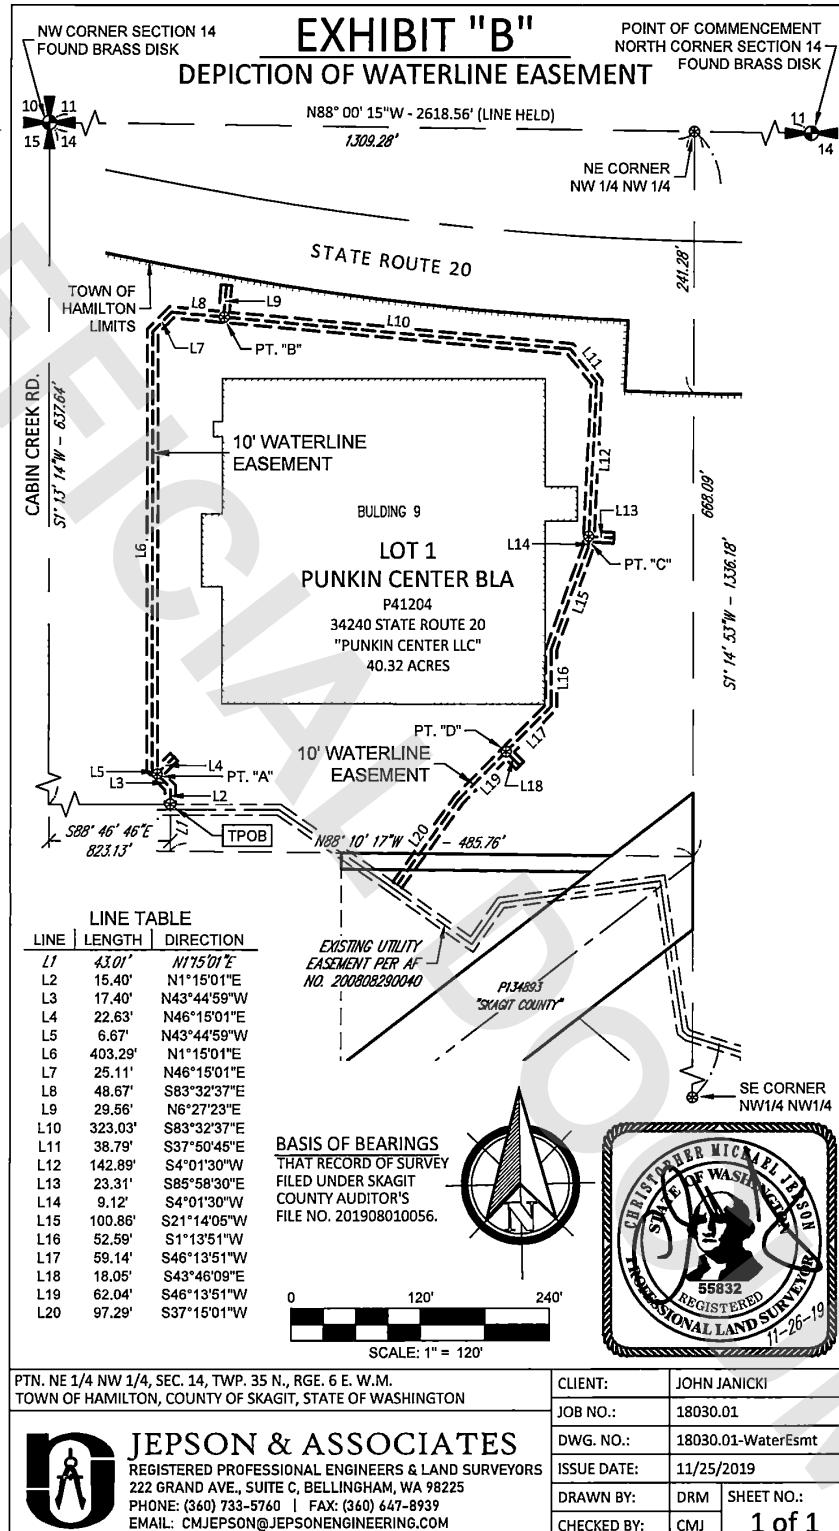 EXHIBIT "B"
DEPICTION OF WATERLINE EASEMENT
NW CORNER SECTION 14
FOUND BRASS DISK
POINT OF COMMENCEMENT
NORTH CORNER SECTION 14
FOUND BRASS DISK
10 11
15 14
N88° 00' 15"W - 2618.56' (LINE HELD)
1309.28'
11
14
NE CORNER
NW 1/4 NW 1/4
STATE ROUTE 20
241.28'
TOWN OF
HAMILTON
LIMITS
L8
L9
L10
L7
PT. "B"
L11
CABIN CREEK RD.
S1° 13' 14"W - 637.64'
10' WATERLINE
EASEMENT
L12
L6
BULDING 9
L13
L14
LOT 1
PUNKIN CENTER BLA
PT. "C"
P41204
34240 STATE ROUTE 20
"PUNKIN CENTER LLC"
40.32 ACRES
L15
L16
668.09'
S1° 14' 53"W - 1336.18'
PT. "D"
L17
10' WATERLINE
EASEMENT
L18
L19
L5
L4
L3
PT. "A"
L2
L1
TPOB
S88° 46' 46"E
823.13'
L20
N88° 10' 17"W - 485.76'
EXISTING UTILITY
EASEMENT PER AF
NO. 200808290040
P134893
"SKAGIT COUNTY"
SE CORNER
NW1/4 NW1/4
LINE TABLE
LINE LENGTH DIRECTION
L1 43.01' N1°15'01"E
L2 15.40' N1°15'01"E
L3 17.40' N43°44'59"W
L4 22.63' N46°15'01"E
L5 6.67' N43°44'59"W
L6 403.29' N1°15'01"E
L7 25.11' N46°15'01"E
L8 48.67' S83°32'37"E
L9 29.56' N6°27'23"E
L10 323.03' S83°32'37"E
L11 38.79' S37°50'45"E
L12 142.89' S4°01'30"W
L13 23.31' S85°58'30"E
L14 9.12' S4°01'30"W
L15 100.86' S21°14'05"W
L16 52.59' S1°13'51"W
L17 59.14' S46°13'51"W
L18 18.05' S43°46'09"E
L19 62.04' S46°13'51"W
L20 97.29' S37°15'01"W
BASIS OF BEARINGS
THAT RECORD OF SURVEY
FILED UNDER SKAGIT
COUNTY AUDITOR'S
FILE NO. 201908010056.
N
0 120' 240'
SCALE: 1" = 120'
CHRISTOPHER MICHAEL JEPSON
STATE OF WASHINGTON
55832
REGISTERED
PROFESSIONAL LAND SURVEYOR
11-26-19
PTN. NE 1/4 NW 1/4, SEC. 14, TWP. 35 N., RGE. 6 E. W.M.
TOWN OF HAMILTON, COUNTY OF SKAGIT, STATE OF WASHINGTON
JEPSON & ASSOCIATES
REGISTERED PROFESSIONAL ENGINEERS & LAND SURVEYORS
222 GRAND AVE., SUITE C, BELLINGHAM, WA 98225
PHONE: (360) 733-5760 | FAX: (360) 647-8939
EMAIL: CMJEPSON@JEPSONENGINEERING.COM
CLIENT: JOHN JANICKI
JOB NO.: 18030.01
DWG. NO.: 18030.01-WaterEsmt
ISSUE DATE: 11/25/2019
DRAWN BY: DRM
CHECKED BY: CMJ
SHEET NO.:
1 of 1